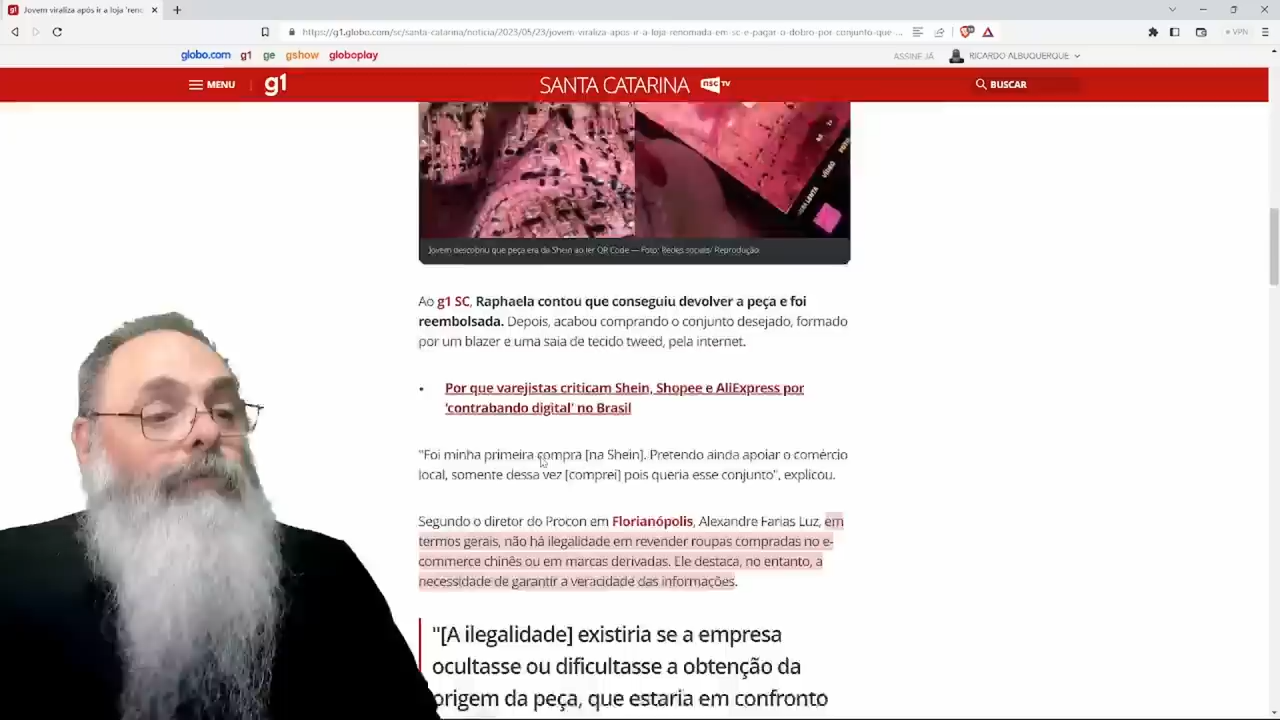 Jovem viraliza após ir a loja 'reno
https://g1.globo.com/sc/santa-catarina/noticia/2023/05/23/jovem-viraliza-apos-ir-a-loja-renomada-em-sc-e-pagar-o-dobro-por-conjunto-que-...
VPN
globo.com g1 ge gshow globoplay
ASSINE JÁ
RICARDO ALBUQUERQUE
MENU
g1
SANTA CATARINA nsc TV
BUSCAR
VÍDEO
Jovem descobriu que peça era da Shein ao ler QR Code — Foto: Redes sociais/ Reprodução
Ao g1 SC, Raphaela contou que conseguiu devolver a peça e foi
reembolsada. Depois, acabou comprando o conjunto desejado, formado
por um blazer e uma saia de tecido tweed, pela internet.
• Por que varejistas criticam Shein, Shopee e AliExpress por
'contrabando digital' no Brasil
"Foi minha primeira compra [na Shein]. Pretendo ainda apoiar o comércio
local, somente dessa vez [comprei] pois queria esse conjunto", explicou.
Segundo o diretor do Procon em Florianópolis, Alexandre Farias Luz, em
termos gerais, não há ilegalidade em revender roupas compradas no e-
commerce chinês ou em marcas derivadas. Ele destaca, no entanto, a
necessidade de garantir a veracidade das informações.
"[A ilegalidade] existiria se a empresa
ocultasse ou dificultasse a obtenção da
origem da peça, que estaria em confronto